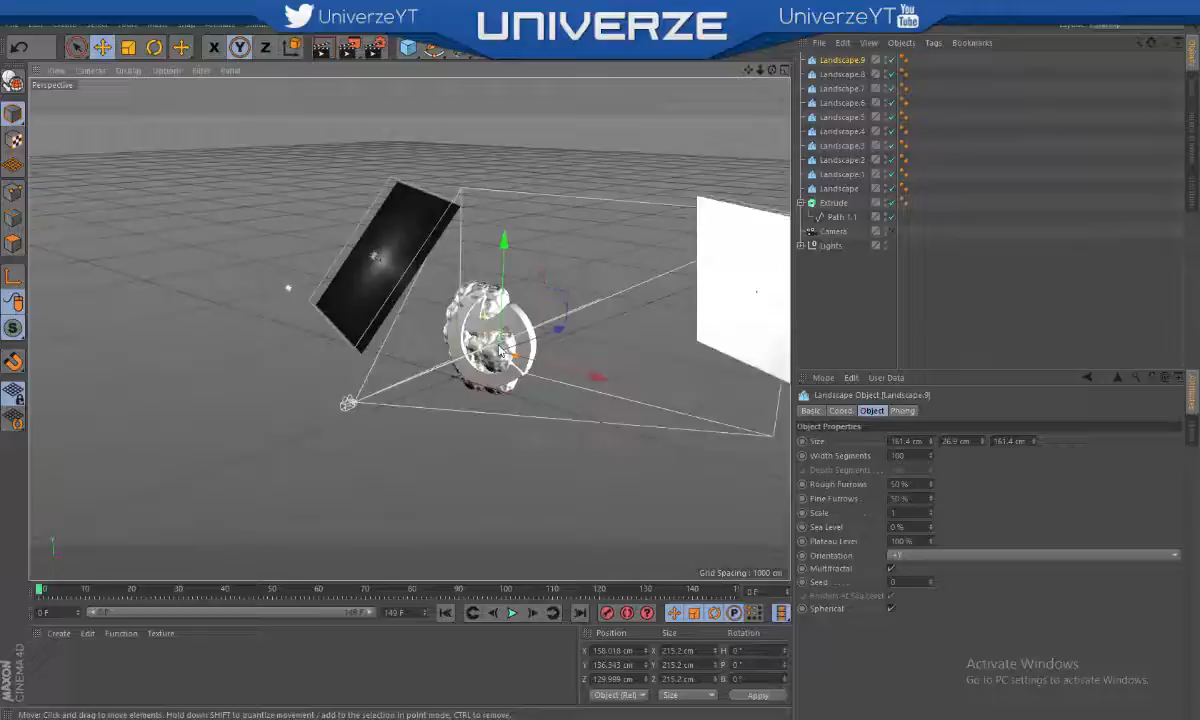 UniverzeYT
UNIVERZE
UniverzeYT
You
Tube
View Cameras Display Options Filter Panel
Perspective
Grid Spacing : 1000 cm
File Edit View Objects Tags Bookmarks
Landscape.9
Landscape.8
Landscape.7
Landscape.6
Landscape.5
Landscape.4
Landscape.3
Landscape.2
Landscape.1
Landscape
Extrude
Path 1.1
Camera
Lights
Mode Edit User Data
Landscape Object [Landscape.9]
Basic Coord. Object Phong
Object Properties
Size 161.4 cm 26.9 cm 161.4 cm
Width Segments 100
Depth Segments
Rough Furrows 50 %
Fine Furrows 50 %
Scale 1
Sea Level 0 %
Plateau Level 100 %
Orientation +Y
Multifractal
Seed 0
Borders At Sea Level
Spherical
X Y Z
0 10 20 30 40 50 60 70 80 90 100 110 120 130 140 0 F
0 F 0 F 149 F 149 F
Create Edit Function Texture
Position Size Rotation
X 158.018 cm X 215.2 cm H 0 °
Y 136.343 cm Y 215.2 cm P 0 °
Z 129.999 cm Z 215.2 cm B 0 °
Object (Rel) Size Apply
Activate Windows
Go to PC settings to activate Windows.
MAXON
CINEMA 4D
Move: Click and drag to move elements. Hold down SHIFT to quantize movement / add to the selection in point mode, CTRL to remove.